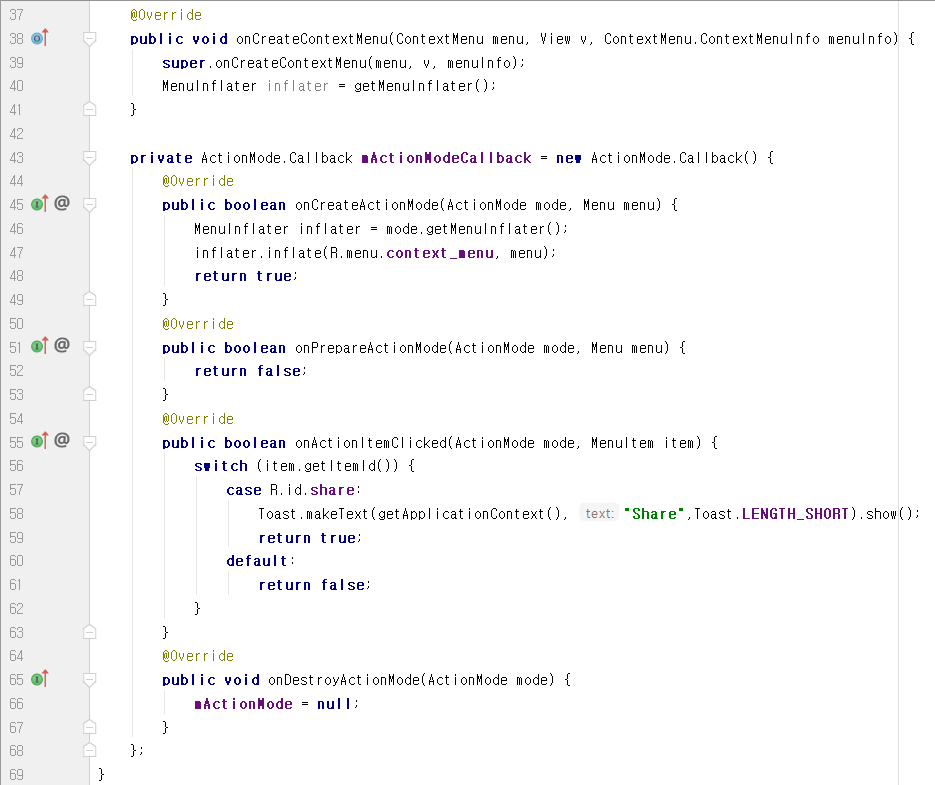 37 @Override
38 public void onCreateContextMenu(ContextMenu menu, View v, ContextMenu.ContextMenuInfo menuInfo) {
39 super.onCreateContextMenu(menu, v, menuInfo);
40 MenuInflater inflater = getMenuInflater();
41 }
42
43 private ActionMode.Callback mActionModeCallback = new ActionMode.Callback() {
44 @Override
45 @ public boolean onCreateActionMode(ActionMode mode, Menu menu) {
46 MenuInflater inflater = mode.getMenuInflater();
47 inflater.inflate(R.menu.context_menu, menu);
48 return true;
49 }
50 @Override
51 @ public boolean onPrepareActionMode(ActionMode mode, Menu menu) {
52 return false;
53 }
54 @Override
55 @ public boolean onActionItemClicked(ActionMode mode, MenuItem item) {
56 switch (item.getItemId()) {
57 case R.id.share:
58 Toast.makeText(getApplicationContext(), text: "Share",Toast.LENGTH_SHORT).show();
59 return true;
60 default:
61 return false;
62 }
63 }
64 @Override
65 public void onDestroyActionMode(ActionMode mode) {
66 mActionMode = null;
67 }
68 };
69 }